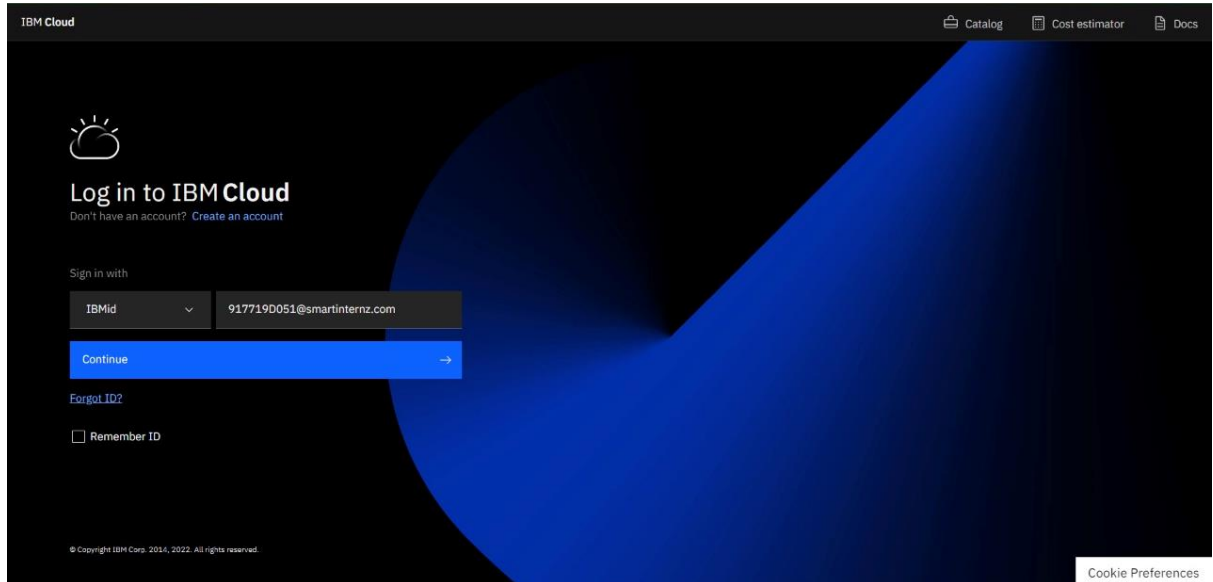 IBM Cloud
Catalog
Cost estimator
Docs
Log in to IBM Cloud
Don't have an account? Create an account
Sign in with
IBMid
917719D051@smartinternz.com
Continue
Forgot ID?
Remember ID
© Copyright IBM Corp. 2014, 2022. All rights reserved.
Cookie Preferences